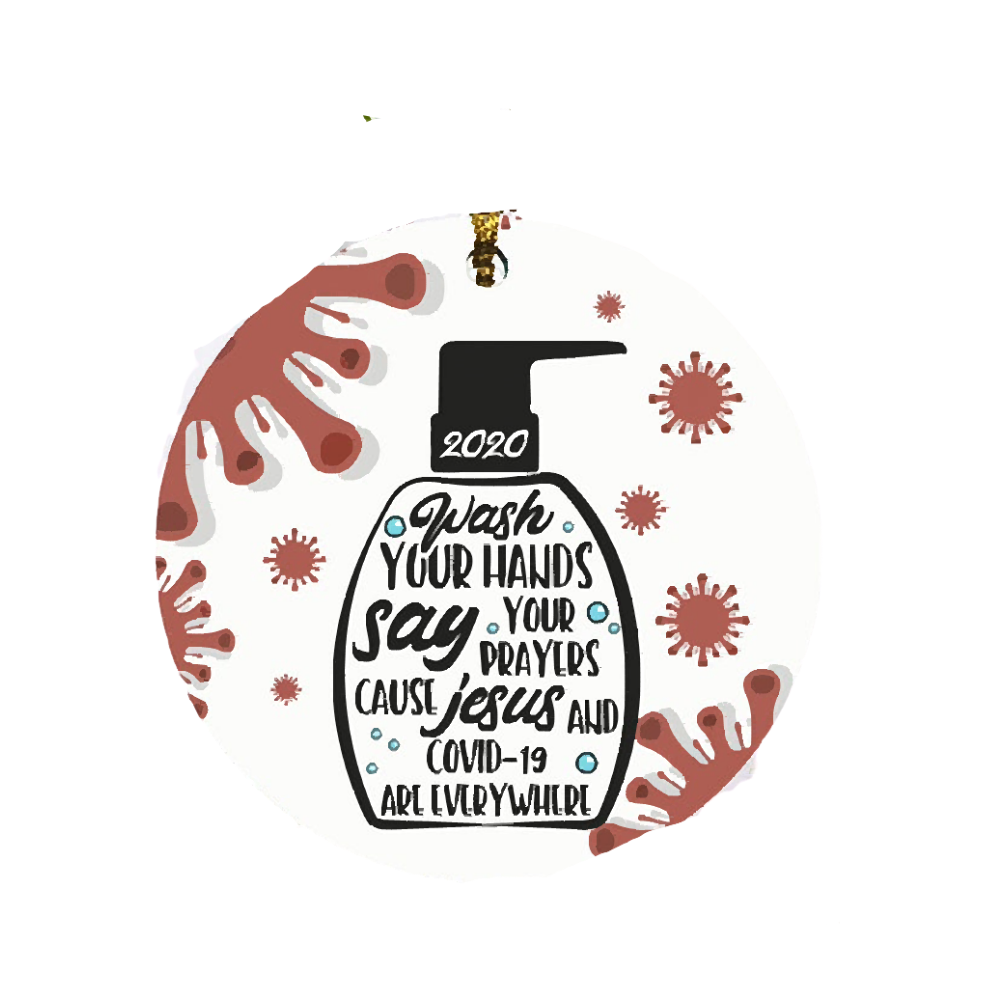 2020
Wash
YOUR HANDS
say YOUR
PRAYERS
CAUSE jesus AND
COVID-19
ARE EVERYWHERE